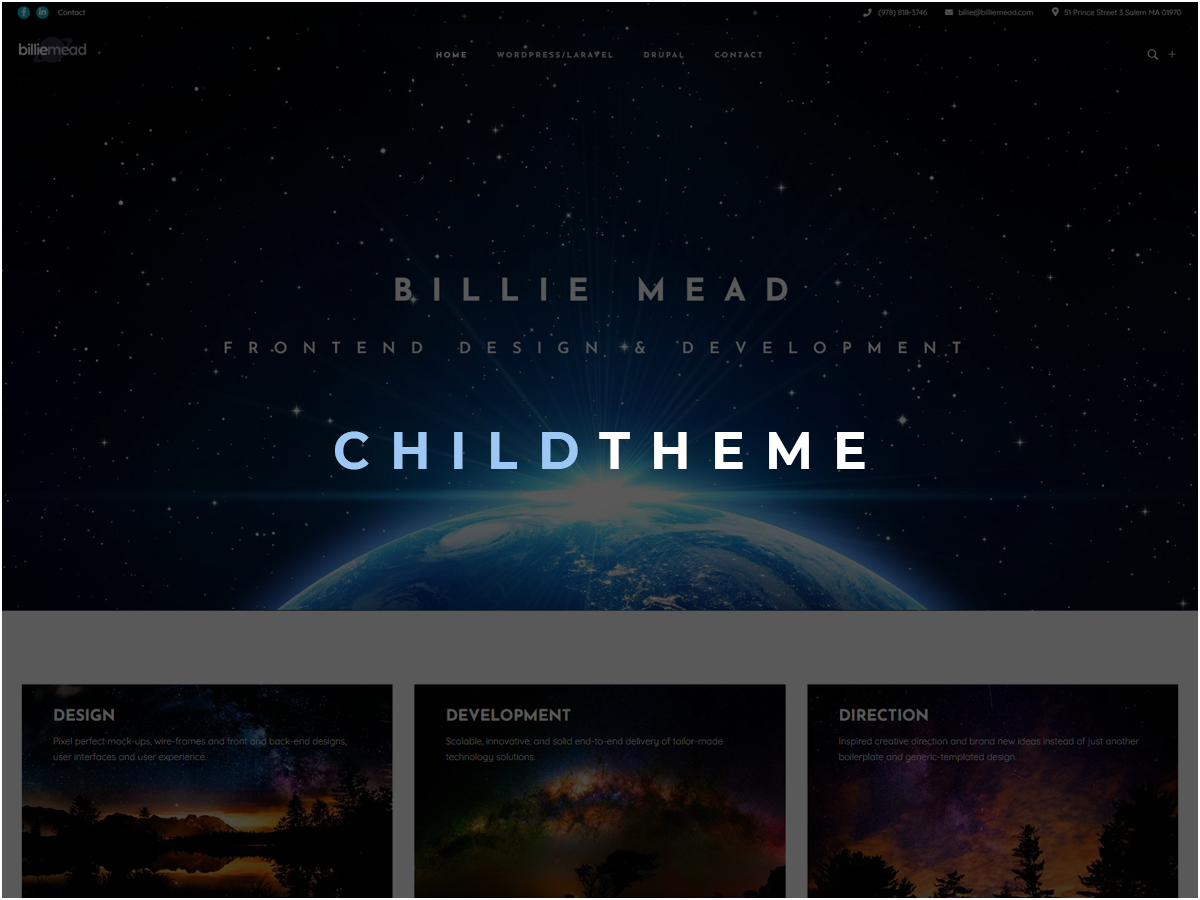 Contact
(978) 818-3746
billie@billiemead.com
51 Prince Street 3 Salem MA 01970
billiemead
HOME
WORDPRESS/LARAVEL
DRUPAL
CONTACT
BILLIE MEAD
FRONTEND DESIGN & DEVELOPMENT
CHILDTHEME
DESIGN
Pixel perfect mock-ups, wire-frames and front and back-end designs,
user interfaces and user experience.
DEVELOPMENT
Scalable, innovative, and solid end-to-end delivery of tailor-made
technology solutions.
DIRECTION
Inspired creative direction and brand new ideas instead of just another
boilerplate and generic-templated design.